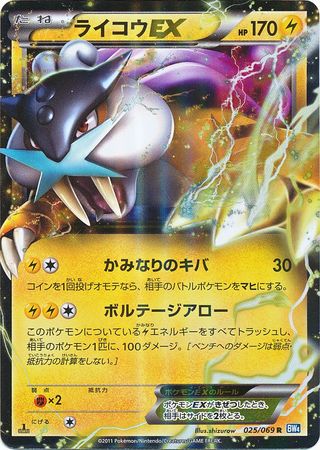 たね
ライコウEX HP170
かみなりのキバ 30
コインを1回投げオモテなら、相手のバトルポケモンをマヒにする。
ボルテージアロー
このポケモンについているエネルギーをすべてトラッシュし、
相手のポケモン1匹に、100ダメージ。[ベンチへのダメージは弱点・
抵抗力の計算をしない。]
弱点 抵抗力
×2
にげる
ポケモンEXのルール
ポケモンEXがきぜつしたとき、
相手はサイドを2枚とる。
Illus.shizurow
025/069 R BW4
©2011 Pokémon/Nintendo/Creatures/GAME FREAK.